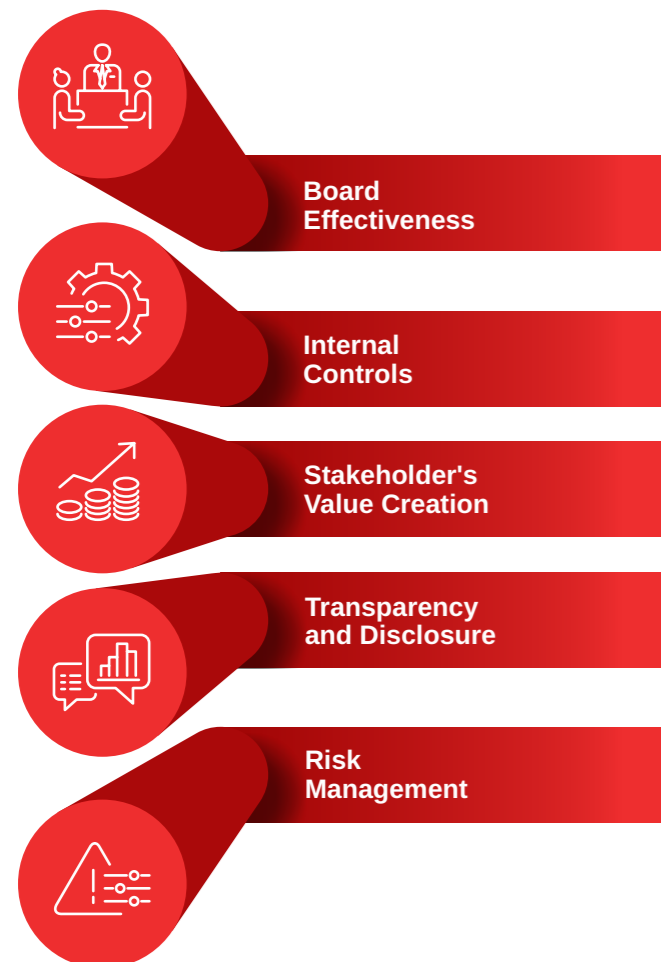 Board
Effectiveness
Internal
Controls
Stakeholder's
Value Creation
Transparency
and Disclosure
Risk
Management